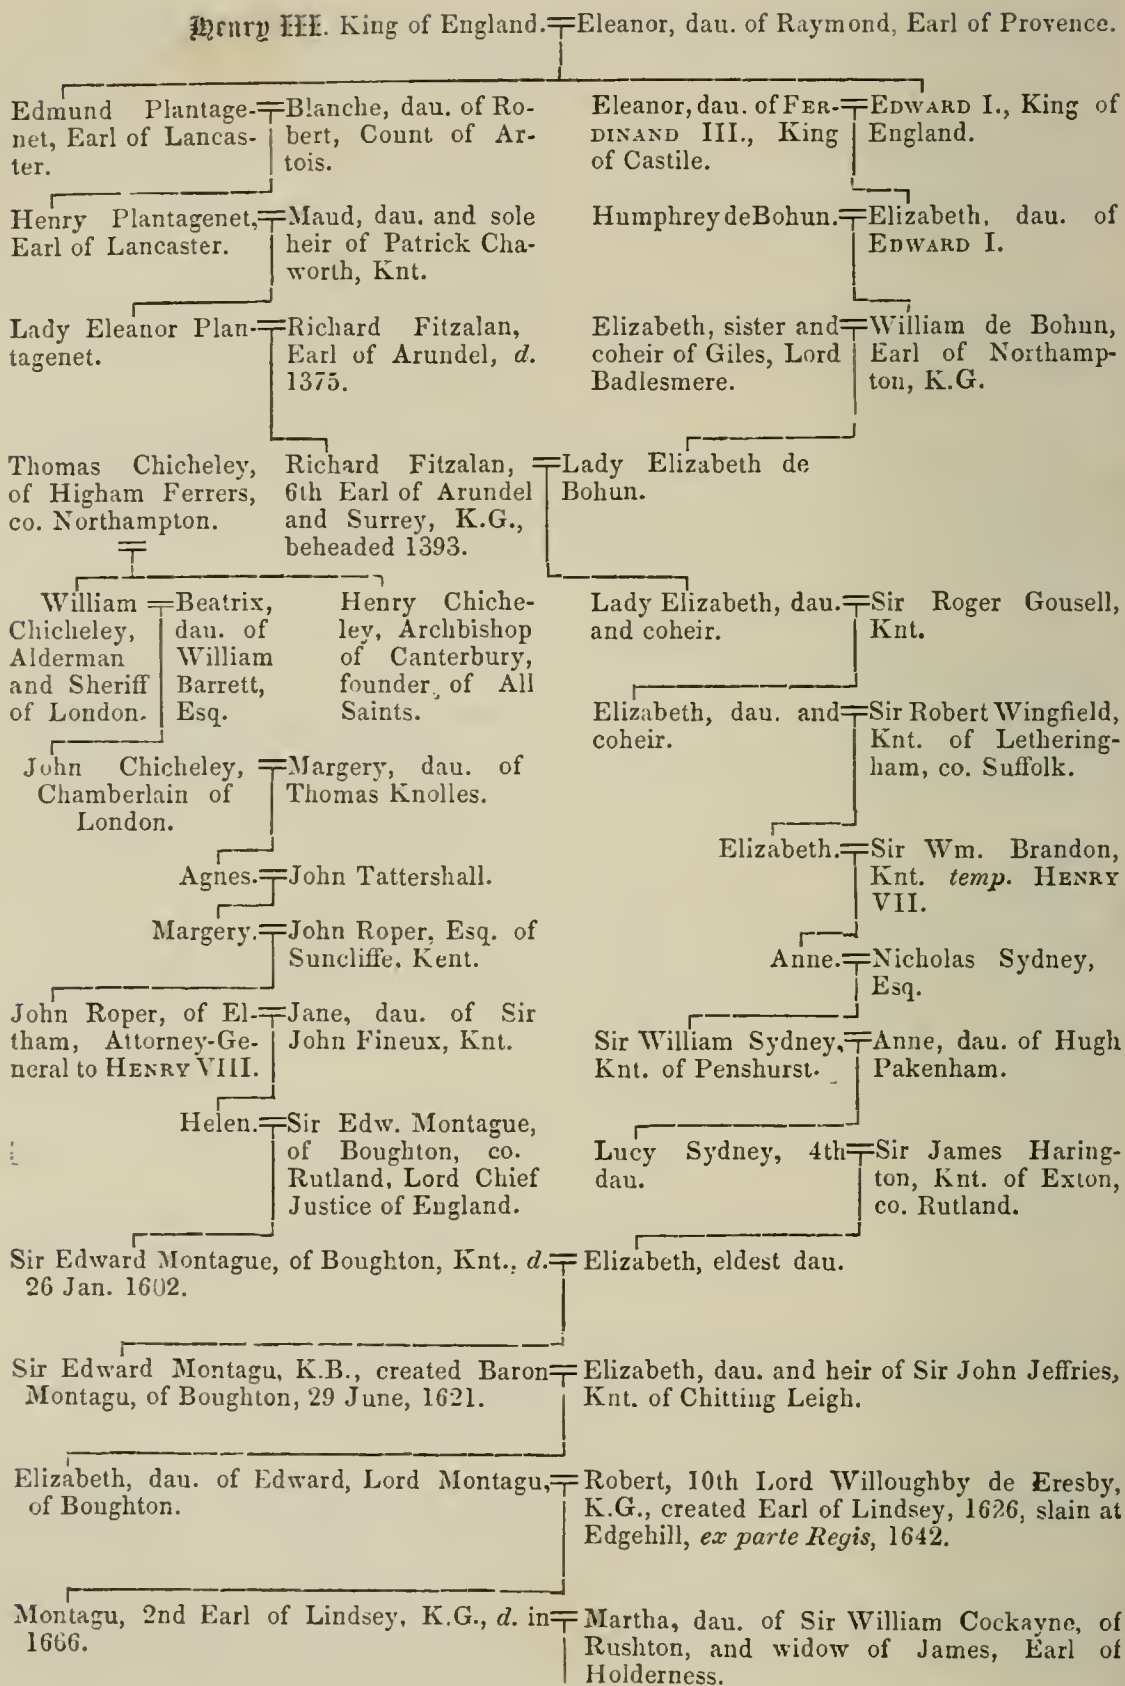 Henry III. King of England. Eleanor, dau. of Raymond, Earl of Provence.
Edmund Plantage-
net, Earl of Lancas-
ter.
Blanche, dau. of Ro-
bert, Count of Ar-
tois.
Eleanor, dau. of FER-
DINAND III., King
of Castile.
EDWARD I., King of
England.
Henry Plantagenet,
Earl of Lancaster.
Maud, dau. and sole
heir of Patrick Cha-
worth, Knt.
Humphrey de Bohun.
Elizabeth, dau. of
EDWARD I.
Lady Eleanor Plan-
tagenet.
Richard Fitzalan,
Earl of Arundel, d.
1375.
Elizabeth, sister and
coheir of Giles, Lord
Badlesmere.
William de Bohun,
Earl of Northamp-
ton, K.G.
Thomas Chicheley,
of Higham Ferrers,
co. Northampton.
Richard Fitzalan,
6th Earl of Arundel
and Surrey, K.G.,
beheaded 1393.
Lady Elizabeth de
Bohun.
William
Chicheley,
Alderman
and Sheriff
of London.
Beatrix,
dau. of
William
Barrett,
Esq.
Henry Chiche-
ley, Archbishop
of Canterbury,
founder of All
Saints.
Lady Elizabeth, dau.
and coheir.
Sir Roger Gousell,
Knt.
Elizabeth, dau. and
coheir.
Sir Robert Wingfield,
Knt. of Lethering-
ham, co. Suffolk.
John Chicheley,
Chamberlain of
London.
Margery, dau. of
Thomas Knolles.
Elizabeth.
Sir Wm. Brandon,
Knt. temp. HENRY
VII.
Agnes.
John Tattershall.
Margery.
John Roper, Esq. of
Suncliffe, Kent.
Anne.
Nicholas Sydney,
Esq.
John Roper, of El-
tham, Attorney-Ge-
neral to HENRY VIII.
Jane, dau. of Sir
John Fineux, Knt.
Sir William Sydney,
Knt. of Penshurst.
Anne, dau. of Hugh
Pakenham.
Helen.
Sir Edw. Montague,
of Boughton, co.
Rutland, Lord Chief
Justice of England.
Lucy Sydney, 4th
dau.
Sir James Haring-
ton, Knt. of Exton,
co. Rutland.
Sir Edward Montague, of Boughton, Knt., d.
26 Jan. 1602.
Elizabeth, eldest dau.
Sir Edward Montagu, K.B., created Baron
Montagu, of Boughton, 29 June, 1621.
Elizabeth, dau. and heir of Sir John Jeffries,
Knt. of Chitting Leigh.
Elizabeth, dau. of Edward, Lord Montagu,
of Boughton.
Robert, 10th Lord Willoughby de Eresby,
K.G., created Earl of Lindsey, 1626, slain at
Edgehill, ex parte Regis, 1642.
Montagu, 2nd Earl of Lindsey, K.G., d. in
1666.
Martha, dau. of Sir William Cockayne, of
Rushton, and widow of James, Earl of
Holderness.